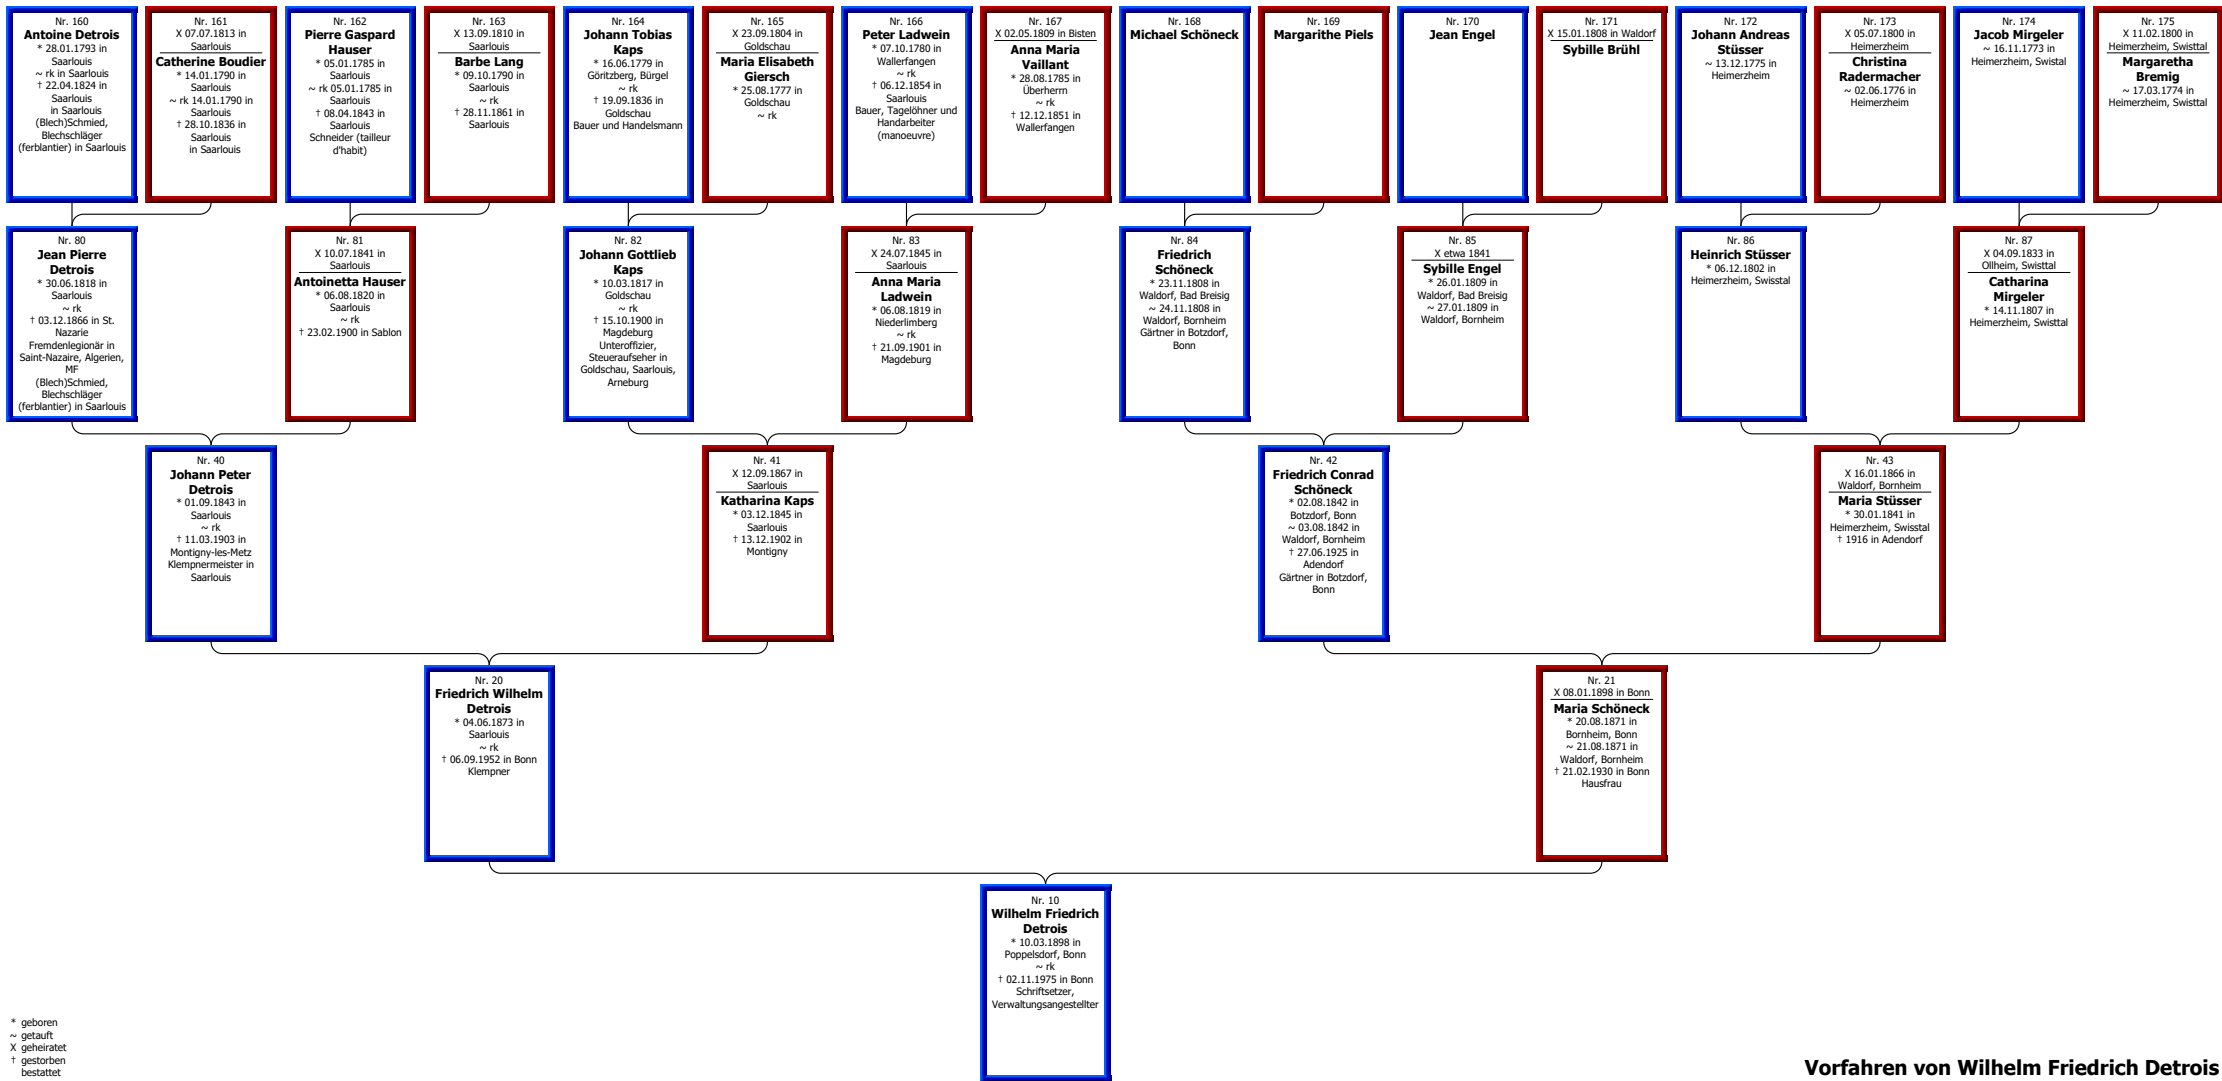 Nr. 160
Antoine Detrois
* 28.01.1793 in
Saarlouis
~ rk in Saarlouis
† 22.04.1824 in
Saarlouis
in Saarlouis
(Blech)Schmied,
Blechschläger
(ferblantier) in Saarlouis
Nr. 161
X 07.07.1813 in
Saarlouis
Catherine Boudier
* 14.01.1790 in
Saarlouis
~ rk 14.01.1790 in
Saarlouis
† 28.10.1836 in
Saarlouis
in Saarlouis
Nr. 162
Pierre Gaspard
Hauser
* 05.01.1785 in
Saarlouis
~ rk 05.01.1785 in
Saarlouis
† 08.04.1843 in
Saarlouis
Schneider (tailleur
d'habit)
Nr. 163
X 13.09.1810 in
Saarlouis
Barbe Lang
* 09.10.1790 in
Saarlouis
~ rk
† 28.11.1861 in
Saarlouis
Nr. 164
Johann Tobias
Kaps
* 16.06.1779 in
Göritzberg, Bürgel
~ rk
† 19.09.1836 in
Goldschau
Bauer und Handelsmann
Nr. 165
X 23.09.1804 in
Goldschau
Maria Elisabeth
Giersch
* 25.08.1777 in
Goldschau
~ rk
Nr. 166
Peter Ladwein
* 07.10.1780 in
Wallerfangen
~ rk
† 06.12.1854 in
Saarlouis
Bauer, Tagelöhner und
Handarbeiter
(manoeuvre)
Nr. 167
X 02.05.1809 in Bisten
Anna Maria
Vaillant
* 28.08.1785 in
Überherrn
~ rk
† 12.12.1851 in
Wallerfangen
Nr. 168
Michael Schöneck
Nr. 169
Margarithe Piels
Nr. 170
Jean Engel
Nr. 171
X 15.01.1808 in Waldorf
Sybille Brühl
Nr. 172
Johann Andreas
Stüsser
~ 13.12.1775 in
Heimerzheim
Nr. 173
X 05.07.1800 in
Heimerzheim
Christina
Radermacher
~ 02.06.1776 in
Heimerzheim
Nr. 174
Jacob Mirgeler
~ 16.11.1773 in
Heimerzheim, Swistal
Nr. 175
X 11.02.1800 in
Heimerzheim, Swisttal
Margaretha
Bremig
~ 17.03.1774 in
Heimerzheim, Swisttal
Nr. 80
Jean Pierre
Detrois
* 30.06.1818 in
Saarlouis
~ rk
† 03.12.1866 in St.
Nazarie
Fremdenlegionär in
Saint-Nazaire, Algerien,
MF
(Blech)Schmied,
Blechschläger
(ferblantier) in Saarlouis
Nr. 81
X 10.07.1841 in
Saarlouis
Antoinetta Hauser
* 06.08.1820 in
Saarlouis
~ rk
† 23.02.1900 in Sablon
Nr. 82
Johann Gottlieb
Kaps
* 10.03.1817 in
Goldschau
~ rk
† 15.10.1900 in
Magdeburg
Unteroffizier,
Steueraufseher in
Goldschau, Saarlouis,
Arneburg
Nr. 83
X 24.07.1845 in
Saarlouis
Anna Maria
Ladwein
* 06.08.1819 in
Niederlimberg
~ rk
† 21.09.1901 in
Magdeburg
Nr. 84
Friedrich
Schöneck
* 23.11.1808 in
Waldorf, Bad Breisig
~ 24.11.1808 in
Waldorf, Bornheim
Gärtner in Botzdorf,
Bonn
Nr. 85
X etwa 1841
Sybille Engel
* 26.01.1809 in
Waldorf, Bad Breisig
~ 27.01.1809 in
Waldorf, Bornheim
Nr. 86
Heinrich Stüsser
* 06.12.1802 in
Heimerzheim, Swisstal
Nr. 87
X 04.09.1833 in
Ollheim, Swisttal
Catharina
Mirgeler
* 14.11.1807 in
Heimerzheim, Swisttal
Nr. 40
Johann Peter
Detrois
* 01.09.1843 in
Saarlouis
~ rk
† 11.03.1903 in
Montigny-les-Metz
Klempnermeister in
Saarlouis
Nr. 41
X 12.09.1867 in
Saarlouis
Katharina Kaps
* 03.12.1845 in
Saarlouis
† 13.12.1902 in
Montigny
Nr. 42
Friedrich Conrad
Schöneck
* 02.08.1842 in
Botzdorf, Bonn
~ 03.08.1842 in
Waldorf, Bornheim
† 27.06.1925 in
Adendorf
Gärtner in Botzdorf,
Bonn
Nr. 43
X 16.01.1866 in
Waldorf, Bornheim
Maria Stüsser
* 30.01.1841 in
Heimerzheim, Swisstal
† 1916 in Adendorf
Nr. 20
Friedrich Wilhelm
Detrois
* 04.06.1873 in
Saarlouis
~ rk
† 06.09.1952 in Bonn
Klempner
Nr. 21
X 08.01.1898 in Bonn
Maria Schöneck
* 20.08.1871 in
Bornheim, Bonn
~ 21.08.1871 in
Waldorf, Bornheim
† 21.02.1930 in Bonn
Hausfrau
Nr. 10
Wilhelm Friedrich
Detrois
* 10.03.1898 in
Poppelsdorf, Bonn
~ rk
† 02.11.1975 in Bonn
Schriftsetzer,
Verwaltungsangestellter
* geboren
~ getauft
X geheiratet
† gestorben
bestattet
Vorfahren von Wilhelm Friedrich Detrois